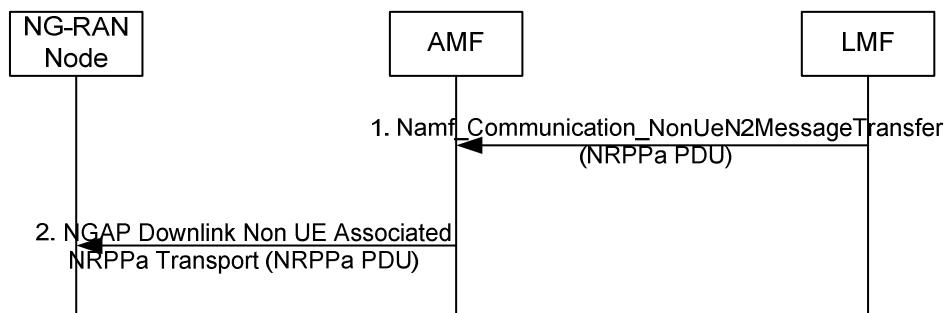 NG-RAN
Node
AMF
LMF
1. Namf_Communication_NonUeN2MessageTransfer
(NRPPa PDU)
2. NGAP Downlink Non UE Associated
NRPPa Transport (NRPPa PDU)